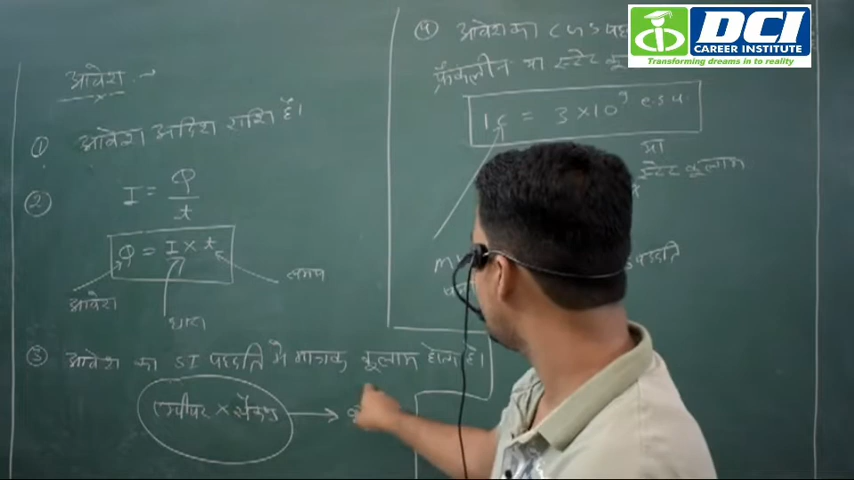 आवेश →
① आवेश अदिश राशि है।
② I = Q / t
Q = I × t
आवेश
धारा
समय
③ आवेश का SI पद्धति में मात्रक कूलाम होता है।
एम्पीयर × सेकण्ड →
④ आवेश का CGS
फ्रैंकलीन या स्टेट
1C = 3×10⁹ e.s.u.
या
स्टेट कूलाम
पद्धति
DCI
CAREER INSTITUTE
Transforming dreams in to reality